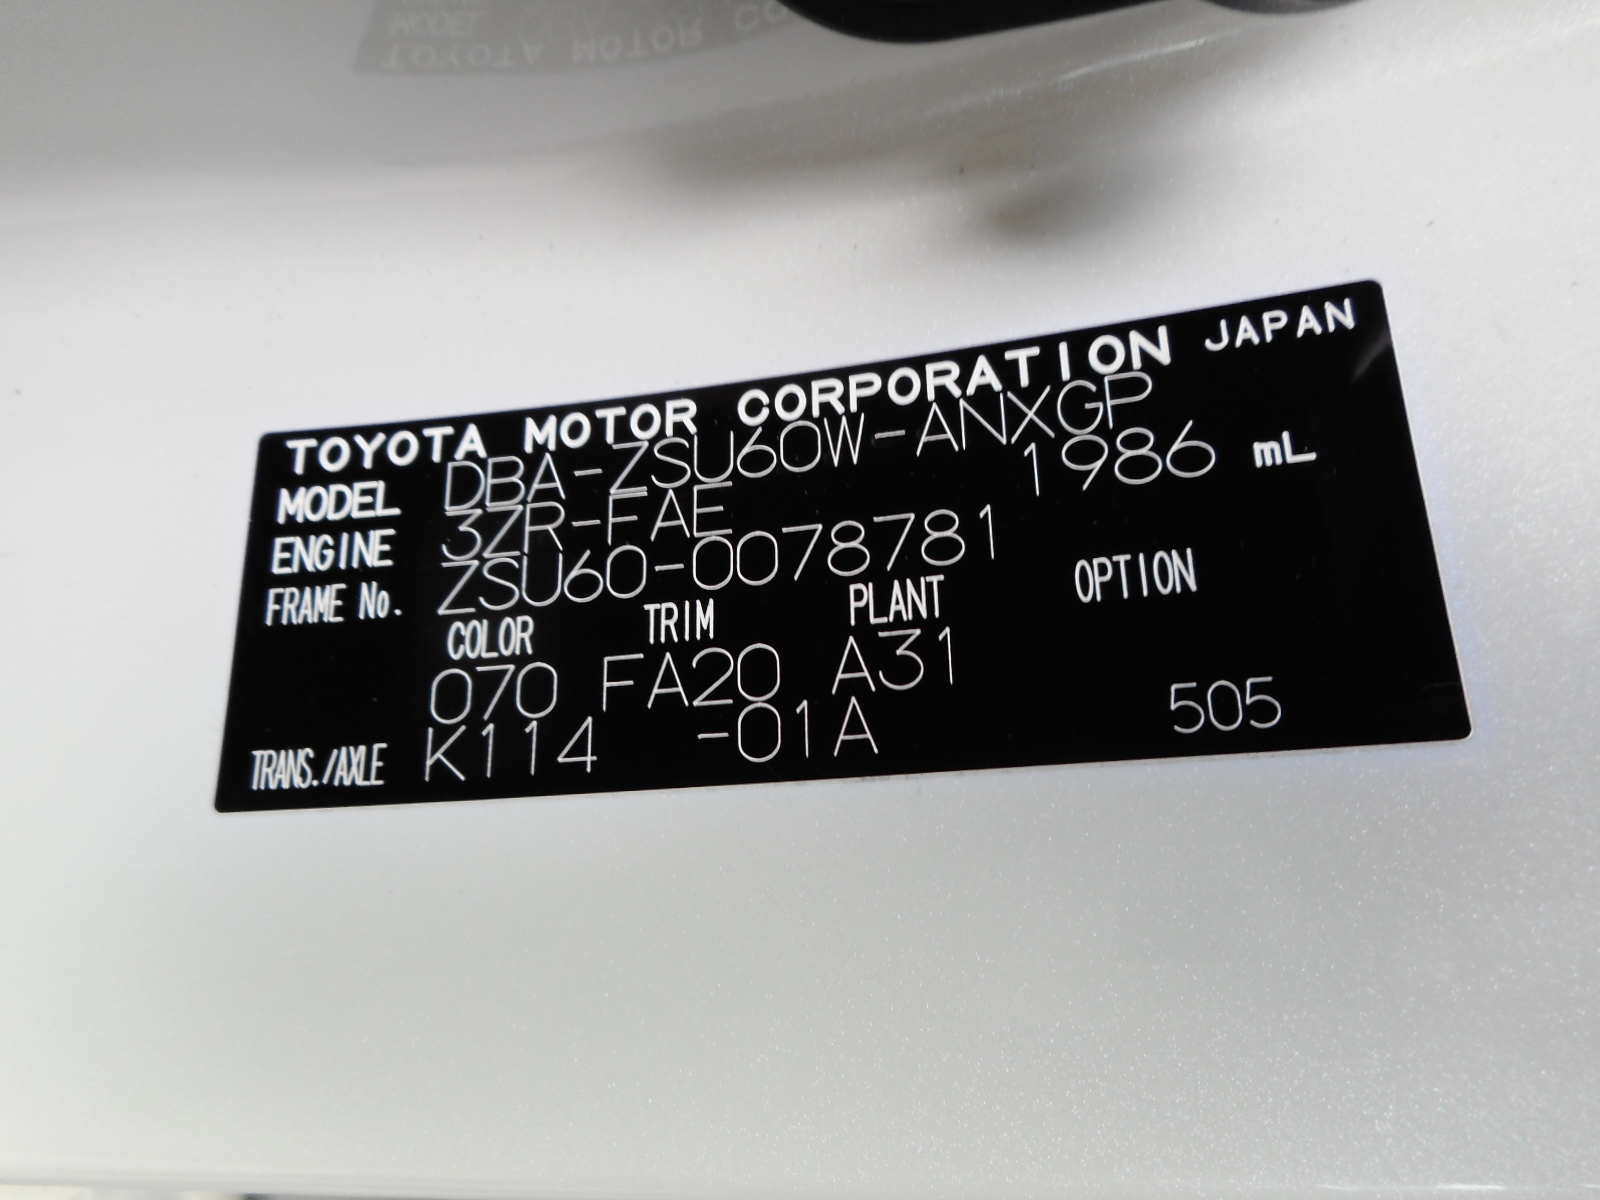 TOYOTA MOTOR CORPORATION JAPAN
MODEL DBA-ZSU60W-ANXGP
ENGINE 3ZR-FAE 1986 mL
FRAME No. ZSU60-0078781
COLOR TRIM PLANT OPTION
070 FA20 A31
TRANS./AXLE K114 -01A 505